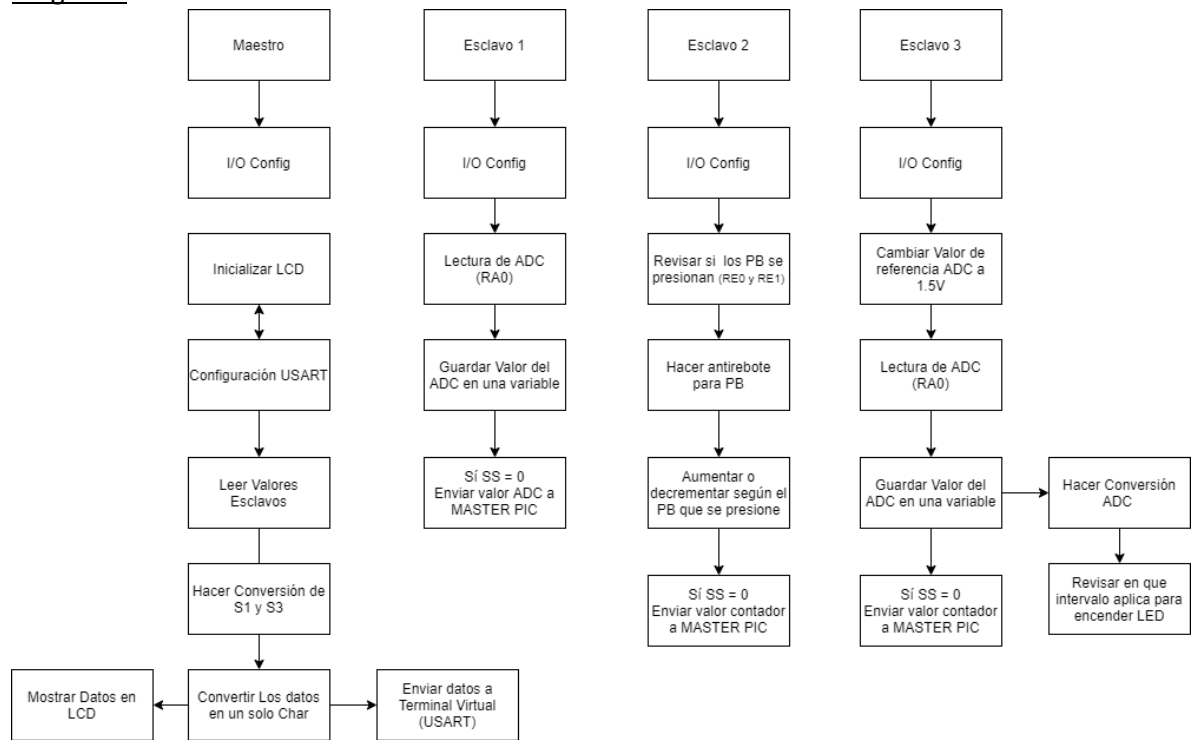 Maestro
I/O Config
Inicializar LCD
Configuración USART
Leer Valores
Esclavos
Hacer Conversión de
S1 y S3
Convertir Los datos
en un solo Char
Mostrar Datos en
LCD
Enviar datos a
Terminal Virtual
(USART)
Esclavo 1
I/O Config
Lectura de ADC
(RA0)
Guardar Valor del
ADC en una variable
Sí SS = 0
Enviar valor ADC a
MASTER PIC
Esclavo 2
I/O Config
Revisar si los PB se
presionan (RE0 y RE1)
Hacer antirebote
para PB
Aumentar o
decrementar según el
PB que se presione
Sí SS = 0
Enviar valor contador
a MASTER PIC
Esclavo 3
I/O Config
Cambiar Valor de
referencia ADC a
1.5V
Lectura de ADC
(RA0)
Guardar Valor del
ADC en una variable
Sí SS = 0
Enviar valor contador
a MASTER PIC
Hacer Conversión
ADC
Revisar en que
intervalo aplica para
encender LED